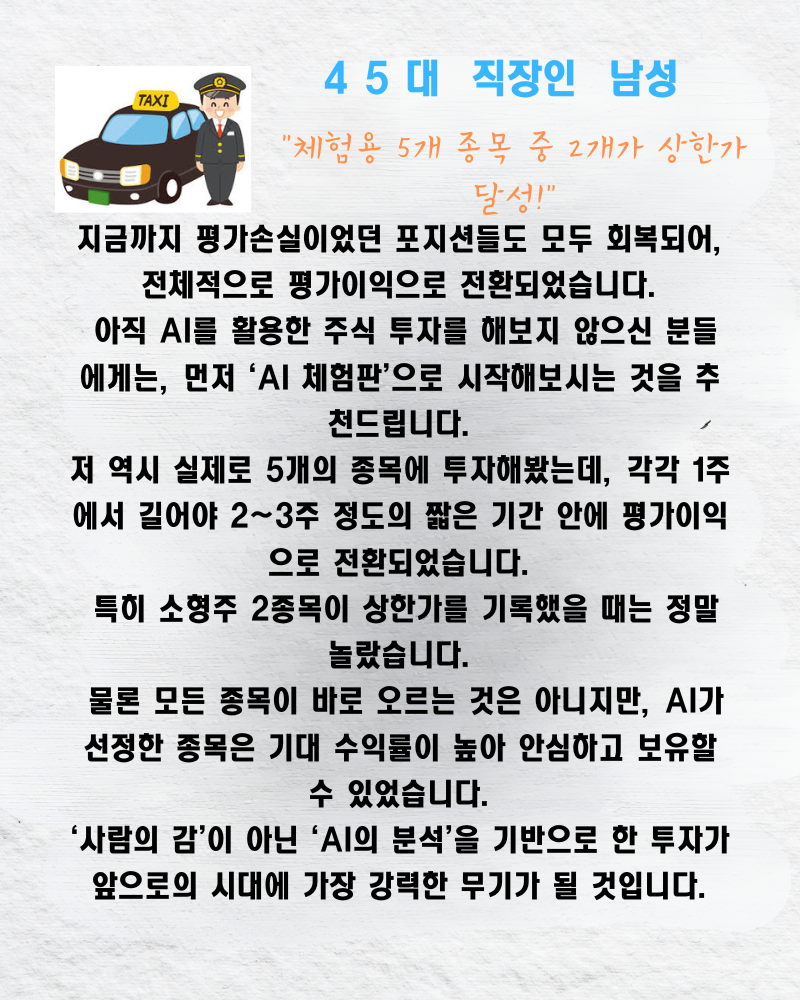 TAXI
45대 직장인 남성
"체험용 5개 종목 중 2개가 상한가
달성!"
지금까지 평가손실이었던 포지션들도 모두 회복되어,
전체적으로 평가이익으로 전환되었습니다.
아직 AI를 활용한 주식 투자를 해보지 않으신 분들
에게는, 먼저 ‘AI 체험판’으로 시작해보시는 것을 추
천드립니다.
저 역시 실제로 5개의 종목에 투자해봤는데, 각각 1주
에서 길어야 2~3주 정도의 짧은 기간 안에 평가이익
으로 전환되었습니다.
특히 소형주 2종목이 상한가를 기록했을 때는 정말
놀랐습니다.
물론 모든 종목이 바로 오르는 것은 아니지만, AI가
선정한 종목은 기대 수익률이 높아 안심하고 보유할
수 있었습니다.
‘사람의 감’이 아닌 ‘AI의 분석’을 기반으로 한 투자가
앞으로의 시대에 가장 강력한 무기가 될 것입니다.